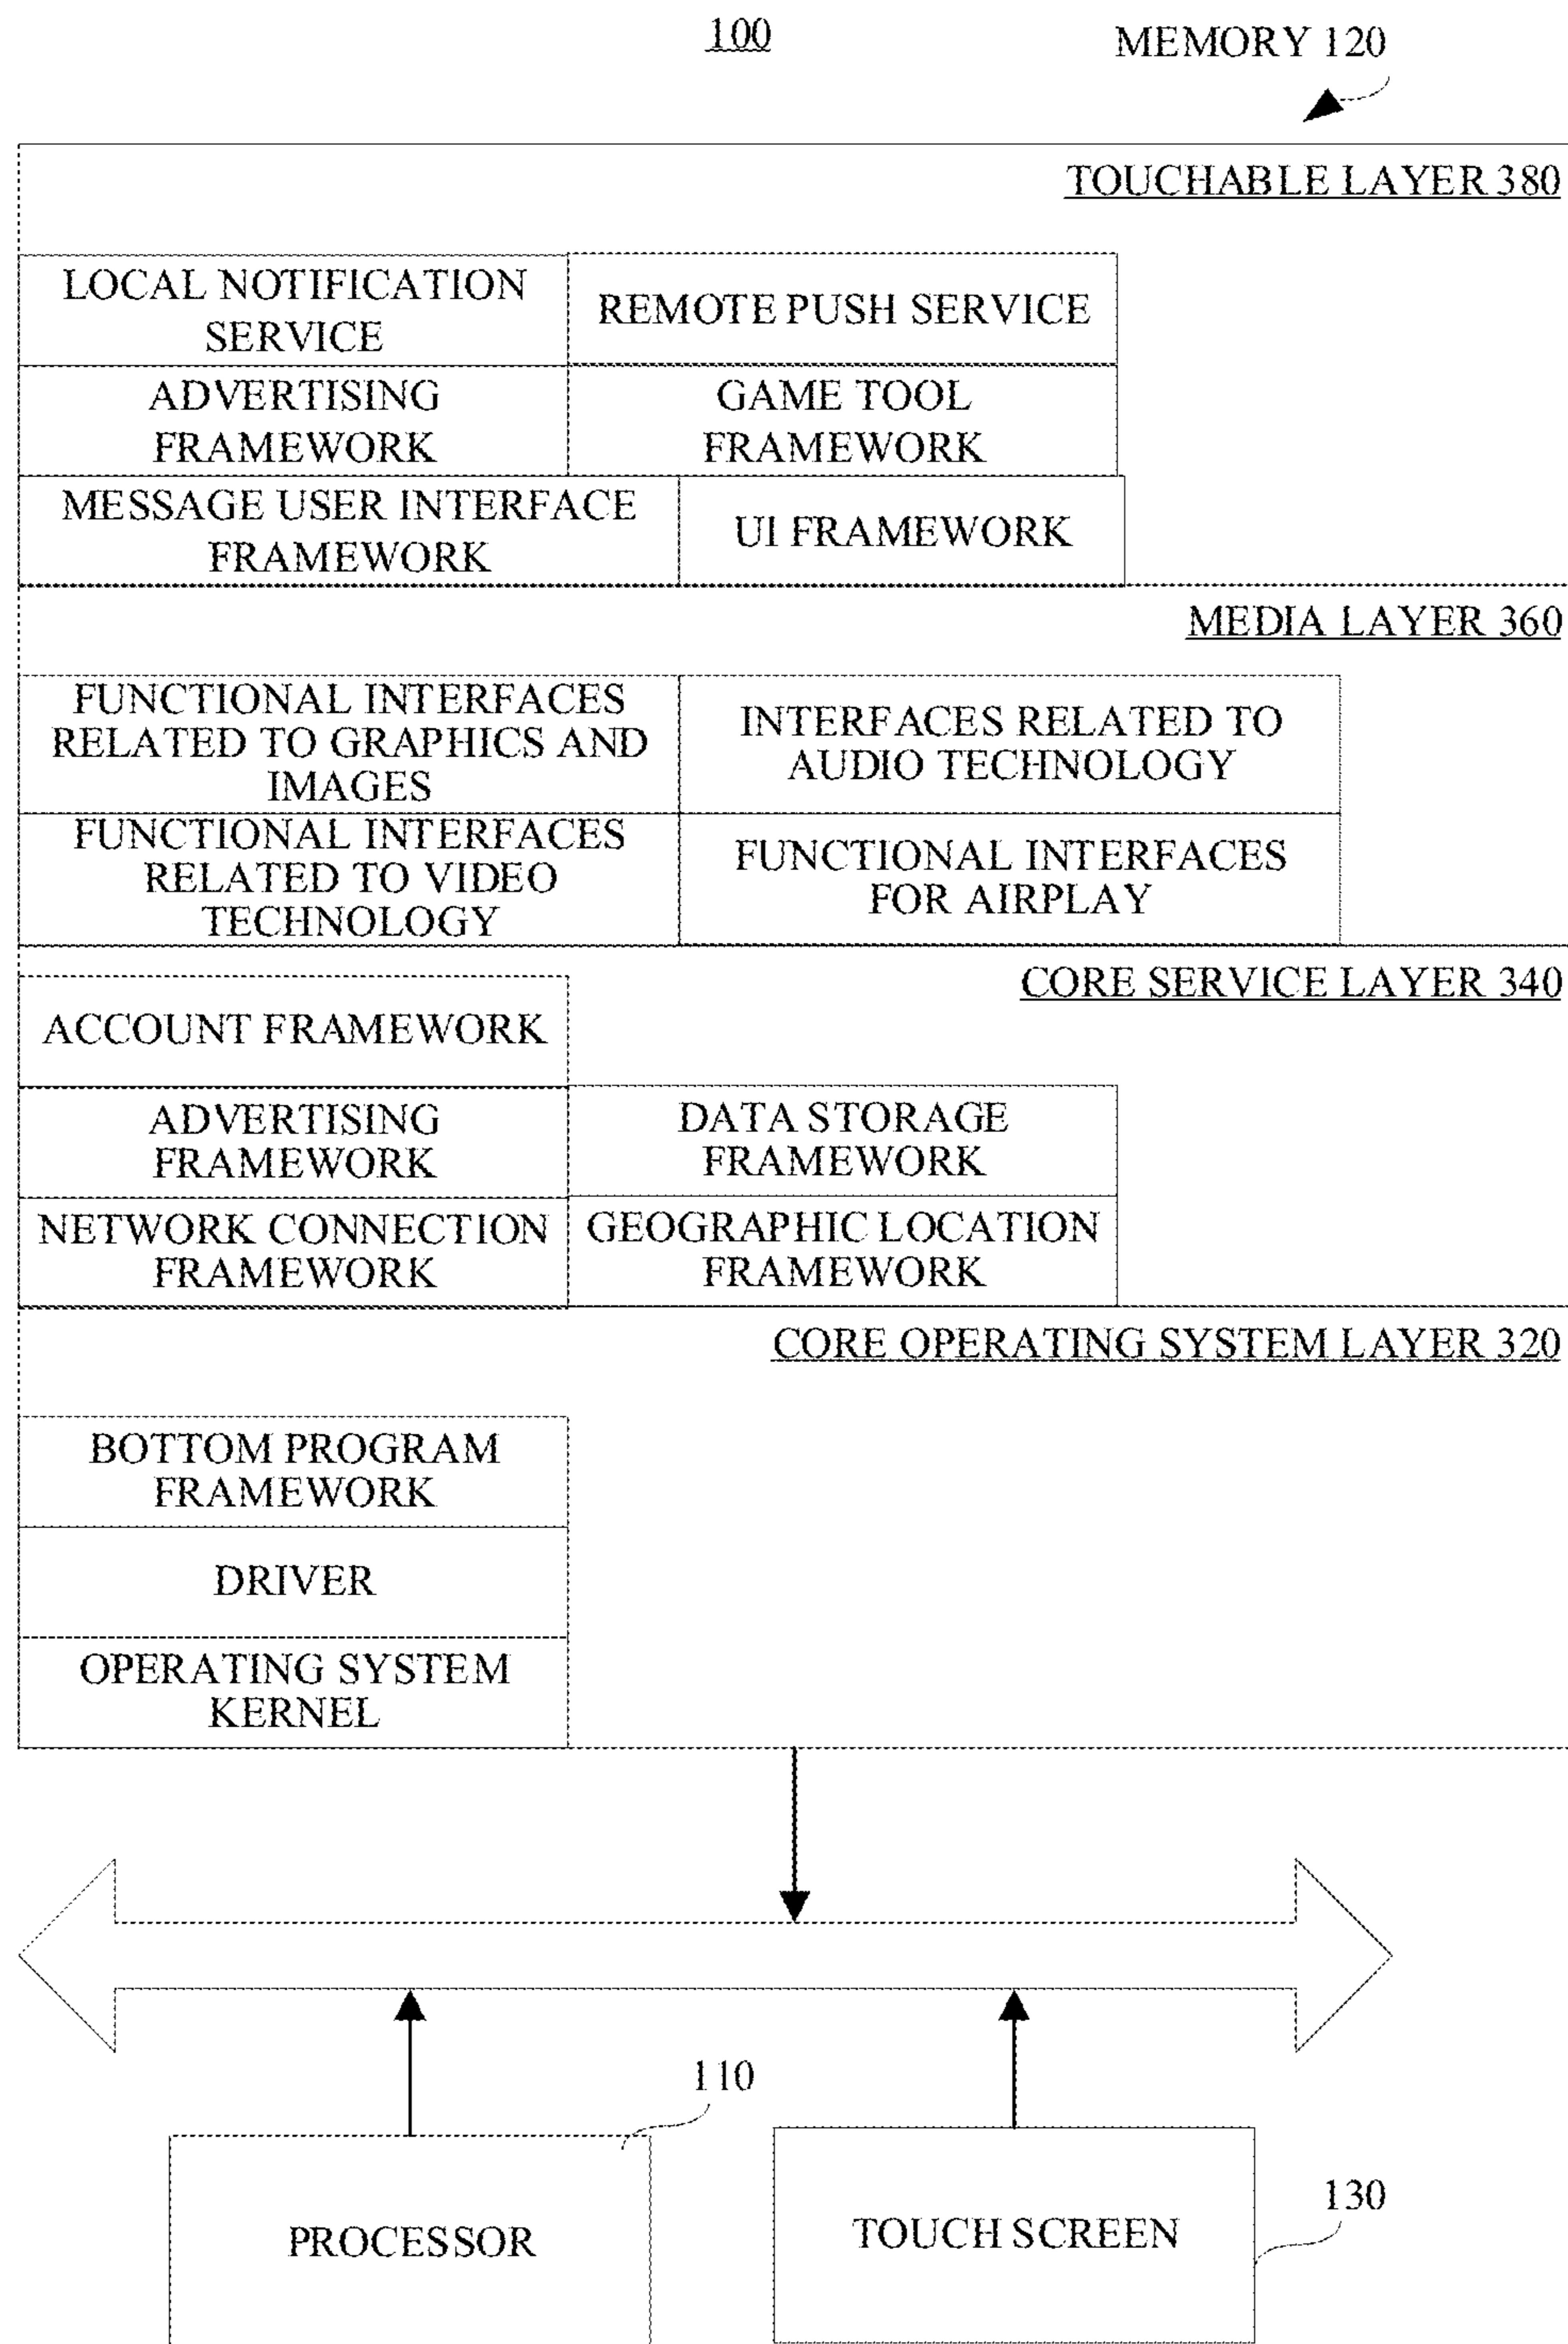 100
MEMORY 120
TOUCHABLE LAYER 380
LOCAL NOTIFICATION
SERVICE
REMOTE PUSH SERVICE
ADVERTISING
FRAMEWORK
GAME TOOL
FRAMEWORK
MESSAGE USER INTERFACE
FRAMEWORK
UI FRAMEWORK
MEDIA LAYER 360
FUNCTIONAL INTERFACES
RELATED TO GRAPHICS AND
IMAGES
INTERFACES RELATED TO
AUDIO TECHNOLOGY
FUNCTIONAL INTERFACES
RELATED TO VIDEO
TECHNOLOGY
FUNCTIONAL INTERFACES
FOR AIRPLAY
CORE SERVICE LAYER 340
ACCOUNT FRAMEWORK
ADVERTISING
FRAMEWORK
DATA STORAGE
FRAMEWORK
NETWORK CONNECTION
FRAMEWORK
GEOGRAPHIC LOCATION
FRAMEWORK
CORE OPERATING SYSTEM LAYER 320
BOTTOM PROGRAM
FRAMEWORK
DRIVER
OPERATING SYSTEM
KERNEL
110
PROCESSOR
TOUCH SCREEN
130